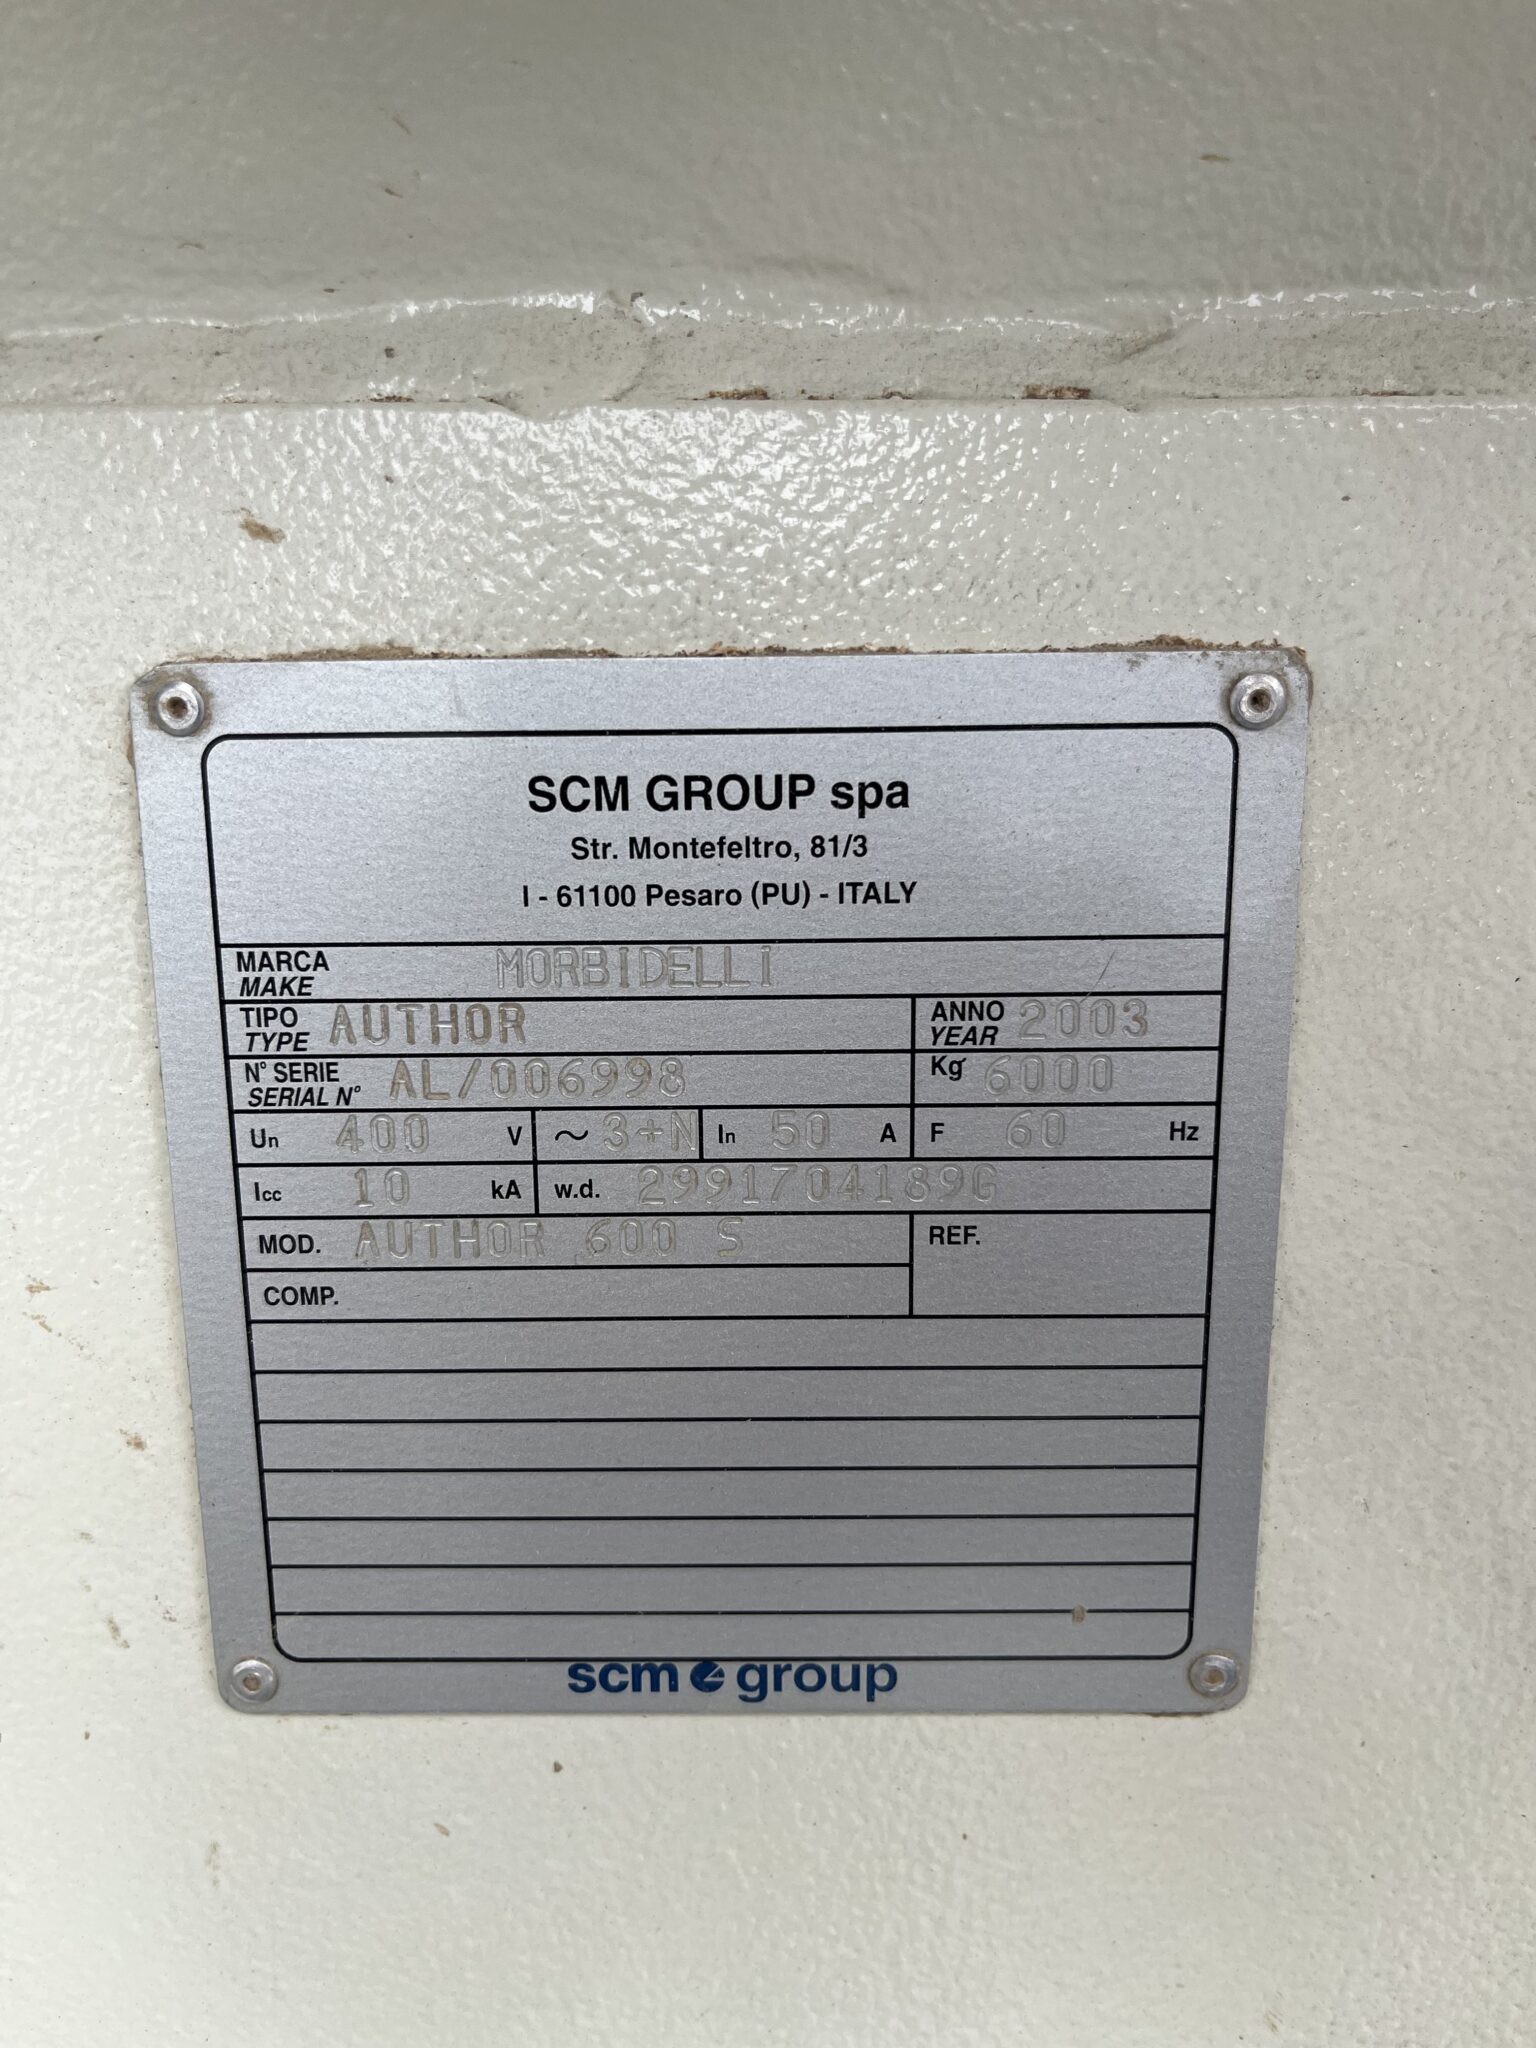 SCM GROUP spa
Str. Montefeltro, 81/3
I - 61100 Pesaro (PU) - ITALY
MARCA MORBIDELLI
MAKE
TIPO AUTHOR ANNO 2003
TYPE YEAR
N° SERIE AL/006998 Kg 6000
SERIAL N°
Un 400 V ~ 3+N In 50 A F 60 Hz
Icc 10 kA w.d. 2991704189G
MOD. AUTHOR 600 S REF.
COMP.
scm group